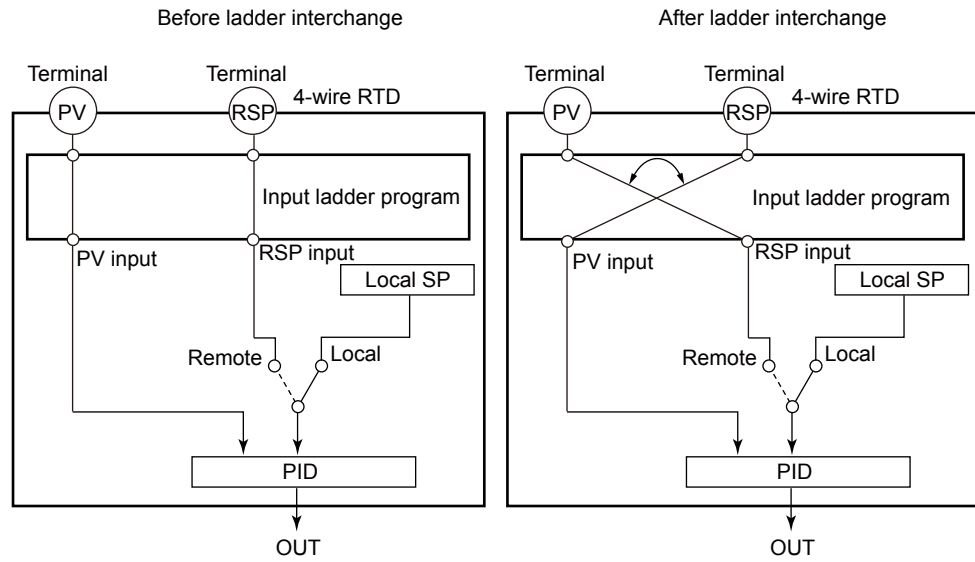 Before ladder interchange
Terminal
Terminal
PV
RSP
4-wire RTD
Input ladder program
PV input
RSP input
Local SP
Remote
Local
PID
OUT
After ladder interchange
Terminal
Terminal
PV
RSP
4-wire RTD
Input ladder program
PV input
RSP input
Local SP
Remote
Local
PID
OUT